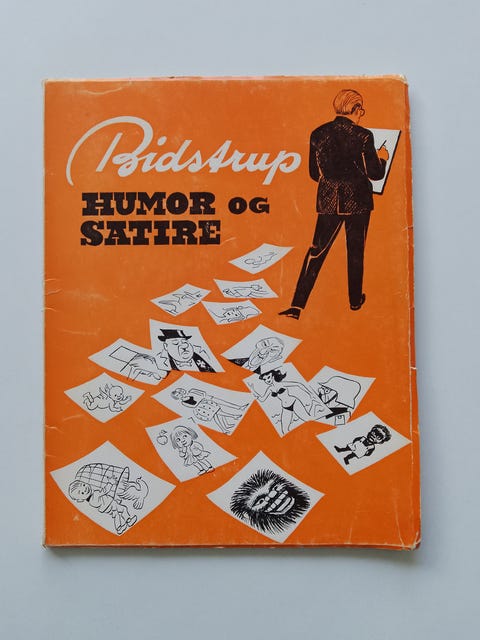 Bidstrup
HUMOR OG
SATIRE